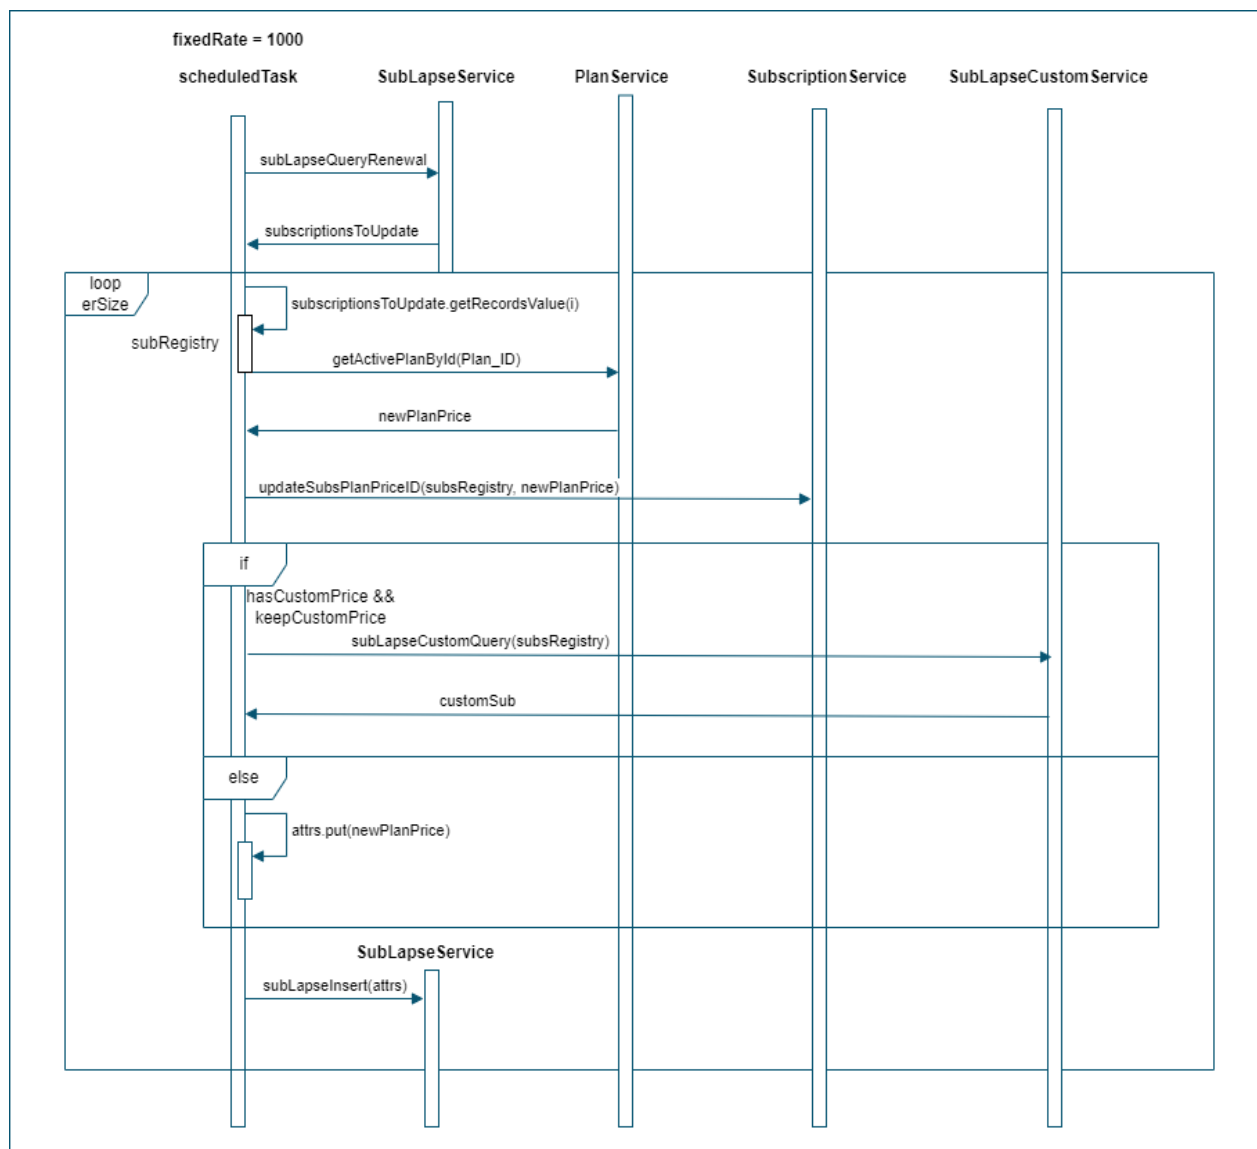 fixedRate = 1000
scheduledTask
SubLapseService
PlanService
SubscriptionService
SubLapseCustomService
subLapseQueryRenewal
subscriptionsToUpdate
loop
erSize
subscriptionsToUpdate.getRecordsValue(i)
subRegistry
getActivePlanById(Plan_ID)
newPlanPrice
updateSubsPlanPriceID(subsRegistry, newPlanPrice)
if
hasCustomPrice &&
keepCustomPrice
subLapseCustomQuery(subsRegistry)
customSub
else
attrs.put(newPlanPrice)
SubLapseService
subLapseInsert(attrs)